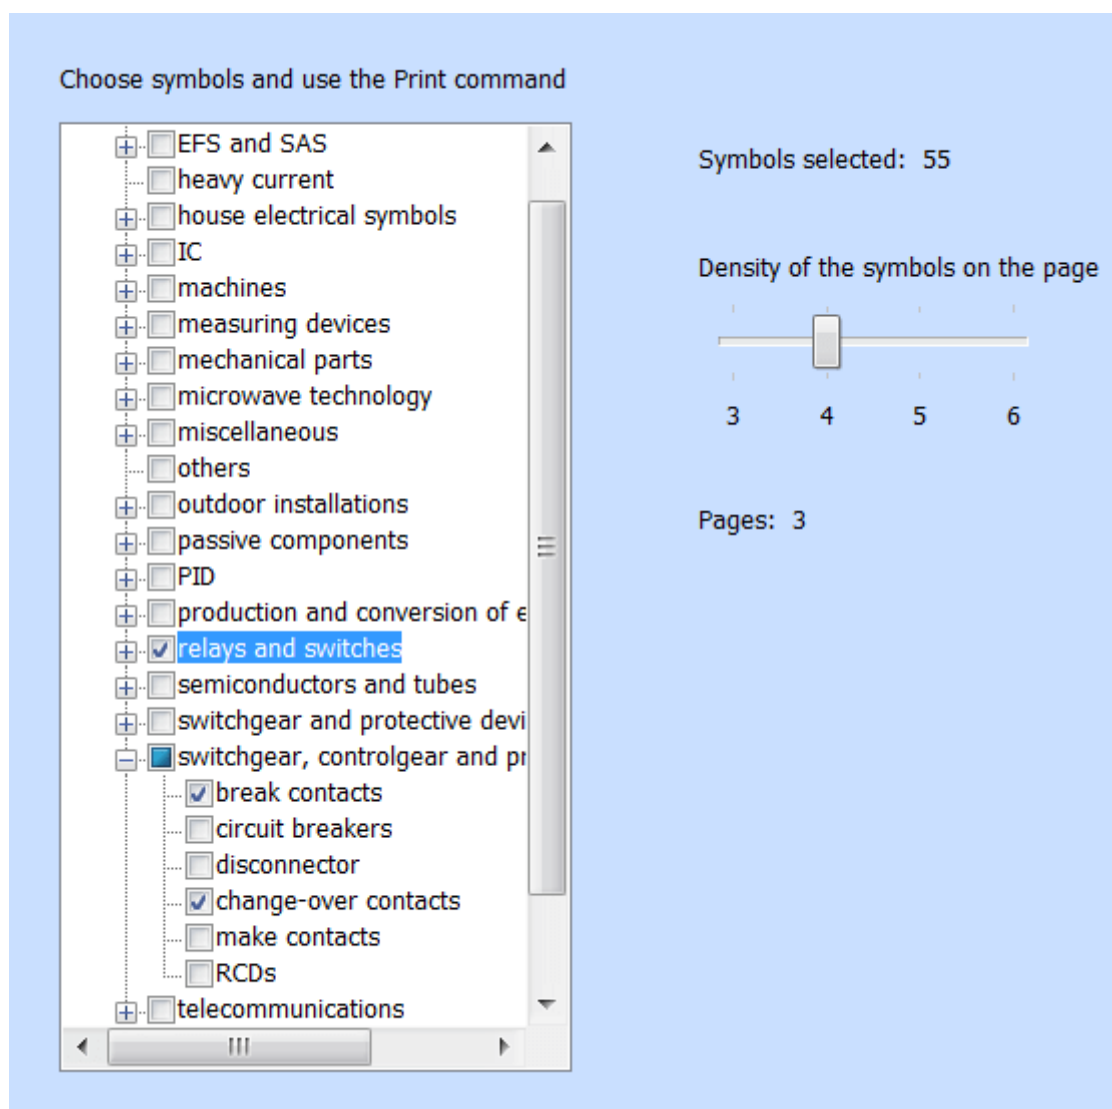 Choose symbols and use the Print command
EFS and SAS
heavy current
house electrical symbols
IC
machines
measuring devices
mechanical parts
microwave technology
miscellaneous
others
outdoor installations
passive components
PID
production and conversion of e
relays and switches
semiconductors and tubes
switchgear and protective devi
switchgear, controlgear and pr
break contacts
circuit breakers
disconnector
change-over contacts
make contacts
RCDs
telecommunications
Symbols selected: 55
Density of the symbols on the page
3 4 5 6
Pages: 3